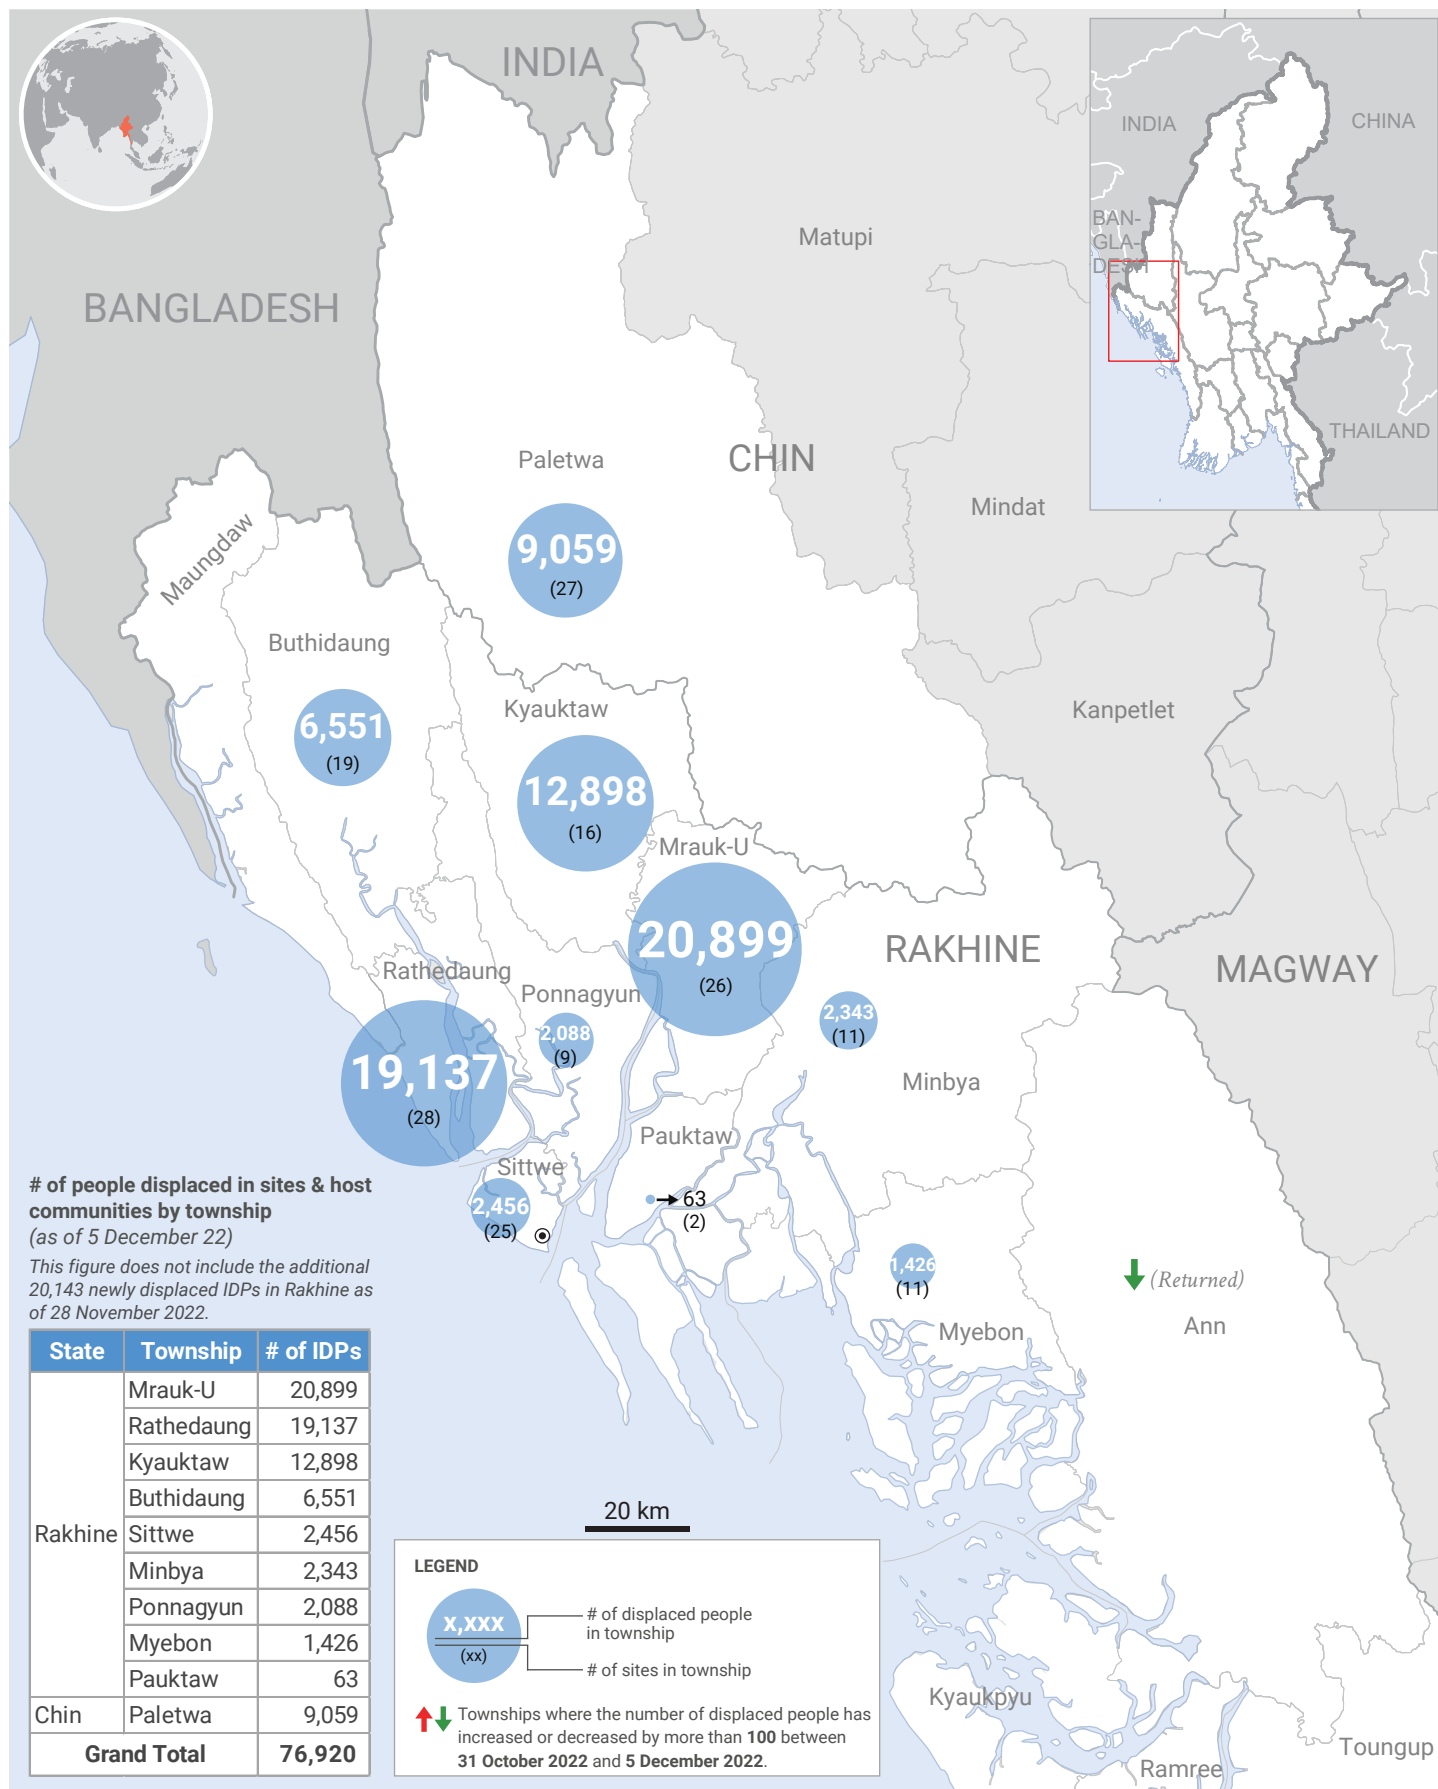 INDIA
BANGLADESH
Matupi
INDIA
CHINA
BAN-
GLA-
DESH
THAILAND
Paletwa
CHIN
9,059
(27)
Mindat
Maungdaw
Buthidaung
6,551
(19)
Kyauktaw
12,898
(16)
Kanpetlet
Mrauk-U
20,899
(26)
RAKHINE
MAGWAY
Rathedaung
Ponnagyun
2,088
(9)
2,343
(11)
19,137
(28)
Minbya
Pauktaw
Sittwe
2,456
(25)
63
(2)
1,426
(11)
(Returned)
Ann
Myebon
# of people displaced in sites & host
communities by township
(as of 5 December 22)
This figure does not include the additional
20,143 newly displaced IDPs in Rakhine as
of 28 November 2022.
State Township # of IDPs
Mrauk-U 20,899
Rathedaung 19,137
Kyauktaw 12,898
Buthidaung 6,551
Rakhine Sittwe 2,456
Minbya 2,343
Ponnagyun 2,088
Myebon 1,426
Pauktaw 63
Chin Paletwa 9,059
Grand Total 76,920
20 km
LEGEND
x,xxx
(xx)
# of displaced people
in township
# of sites in township
Townships where the number of displaced people has
increased or decreased by more than 100 between
31 October 2022 and 5 December 2022.
Kyaukpyu
Ramree
Toungup